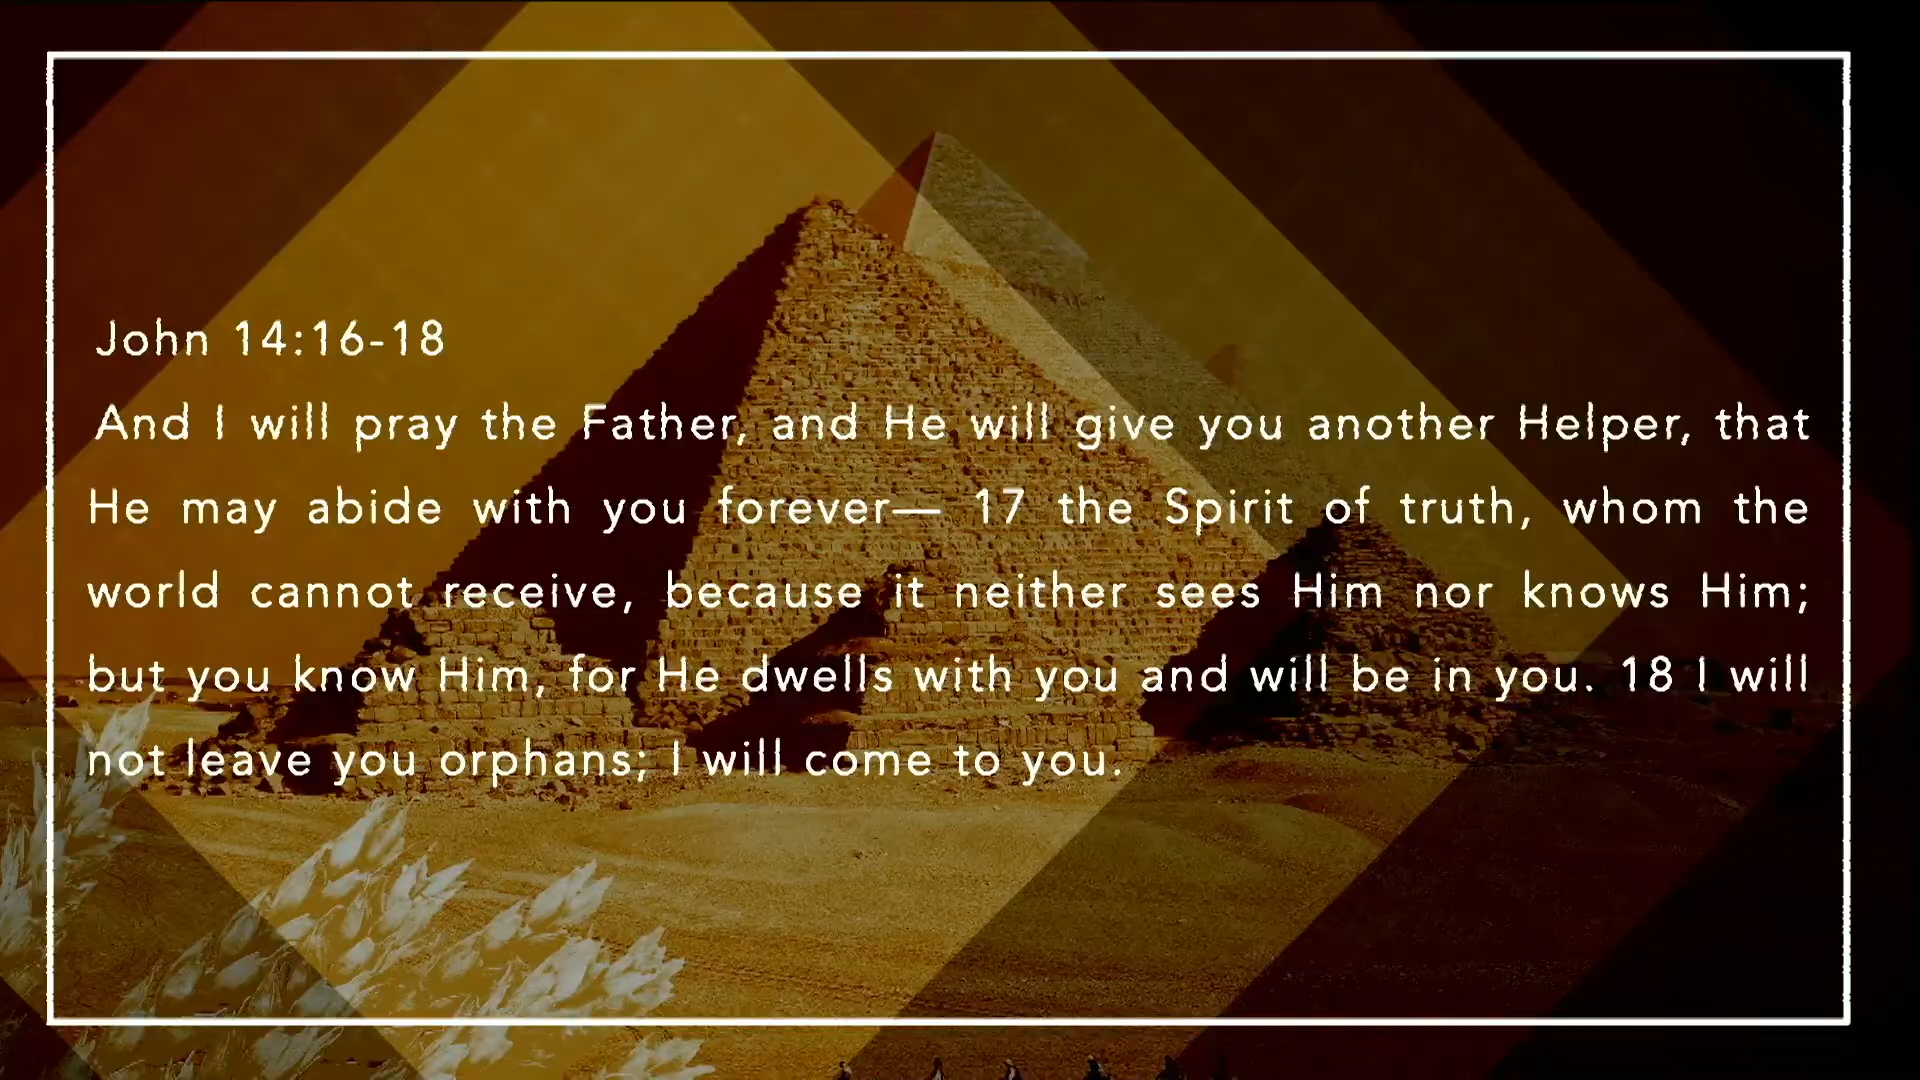 John 14:16-18
And I will pray the Father, and He will give you another Helper, that
He may abide with you forever— 17 the Spirit of truth, whom the
world cannot receive, because it neither sees Him nor knows Him;
but you know Him, for He dwells with you and will be in you. 18 I will
not leave you orphans; I will come to you.